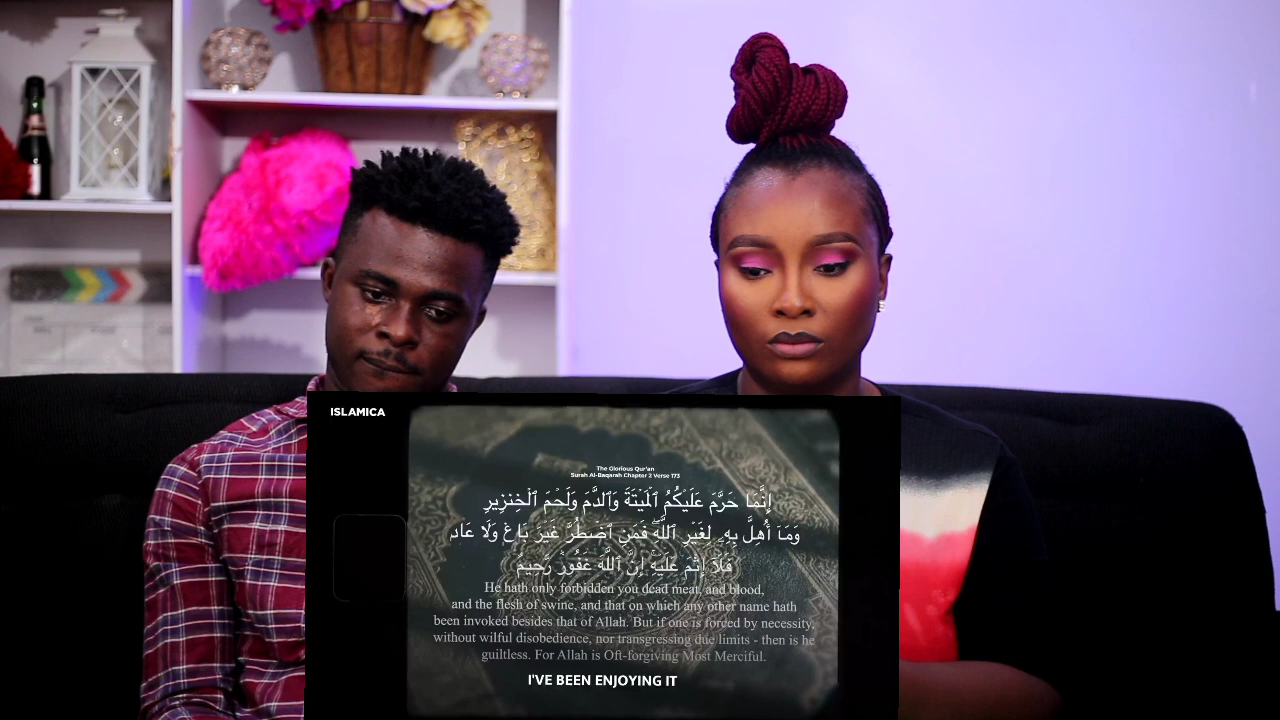 ISLAMICA
The Glorious Qur'an
Surah Al-Baqarah Chapter 2 Verse 173
إِنَّمَا حَرَّمَ عَلَيْكُمُ ٱلْمَيْتَةَ وَٱلدَّمَ وَلَحْمَ ٱلْخِنزِيرِ
وَمَآ أُهِلَّ بِهِۦ لِغَيْرِ ٱللَّهِ ۖ فَمَنِ ٱضْطُرَّ غَيْرَ بَاغٍ وَلَا عَادٍ
فَلَآ إِثْمَ عَلَيْهِ ۚ إِنَّ ٱللَّهَ غَفُورٌ رَّحِيمٌ
He hath only forbidden you dead meat, and blood,
and the flesh of swine, and that on which any other name hath
been invoked besides that of Allah. But if one is forced by necessity,
without wilful disobedience, nor transgressing due limits - then is he
guiltless. For Allah is Oft-forgiving Most Merciful.
I'VE BEEN ENJOYING IT